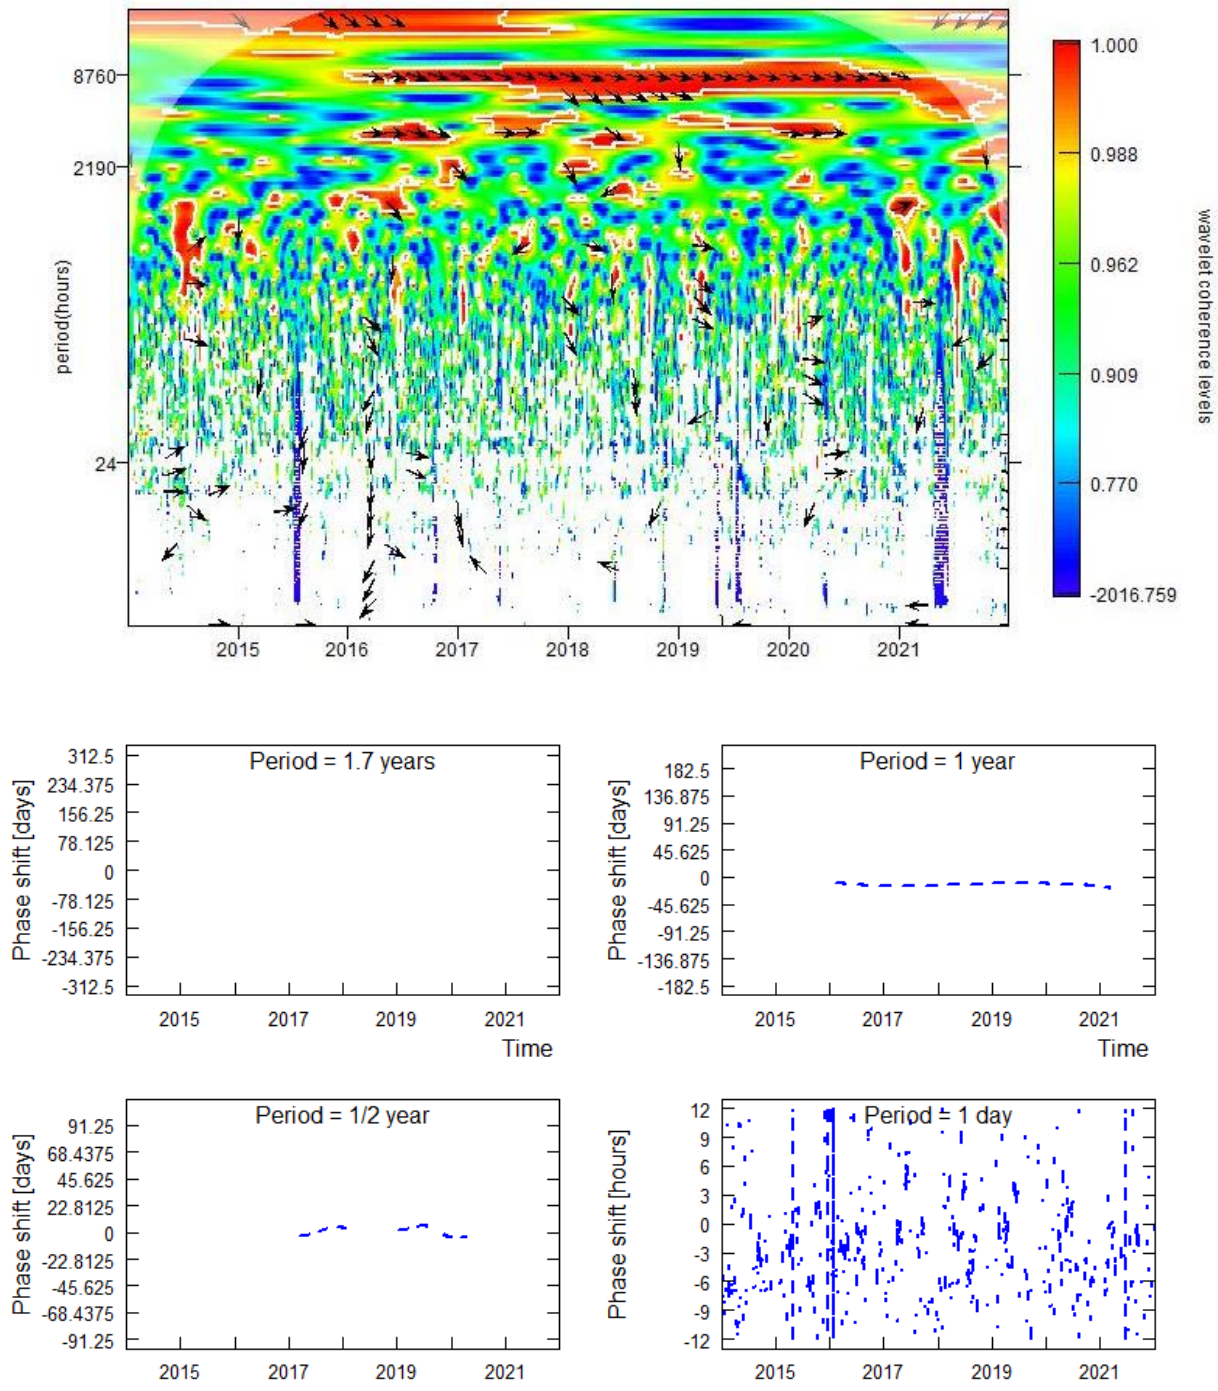 8760
2190
24
period(hours)
2015 2016 2017 2018 2019 2020 2021
1.000
0.988
0.962
0.909
0.770
-2016.759
wavelet coherence levels
Period = 1.7 years
Phase shift [days]
312.5
234.375
156.25
78.125
0
-78.125
-156.25
-234.375
-312.5
2015 2017 2019 2021
Time
Period = 1 year
Phase shift [days]
182.5
136.875
91.25
45.625
0
-45.625
-91.25
-136.875
-182.5
2015 2017 2019 2021
Time
Period = 1/2 year
Phase shift [days]
91.25
68.4375
45.625
22.8125
0
-22.8125
-45.625
-68.4375
-91.25
2015 2017 2019 2021
Period = 1 day
Phase shift [hours]
12
9
6
3
0
-3
-6
-9
-12
2015 2017 2019 2021